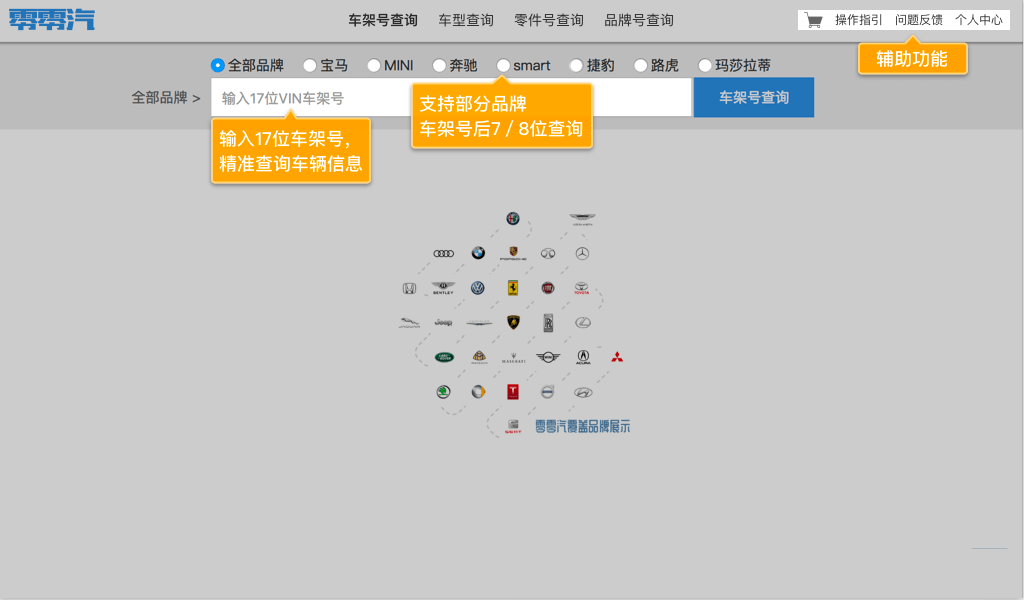 零零汽
车架号查询 车型查询 零件号查询 品牌号查询
操作指引 问题反馈 个人中心
辅助功能
全部品牌 宝马 MINI 奔驰 smart 捷豹 路虎 玛莎拉蒂
全部品牌 >
输入17位VIN车架号
车架号查询
支持部分品牌
车架号后7 / 8位查询
输入17位车架号，
精准查询车辆信息
PORSCHE
BENTLEY
TOYOTA
Jeep
MASERATI
ACURA
SEAT
零零汽覆盖品牌展示